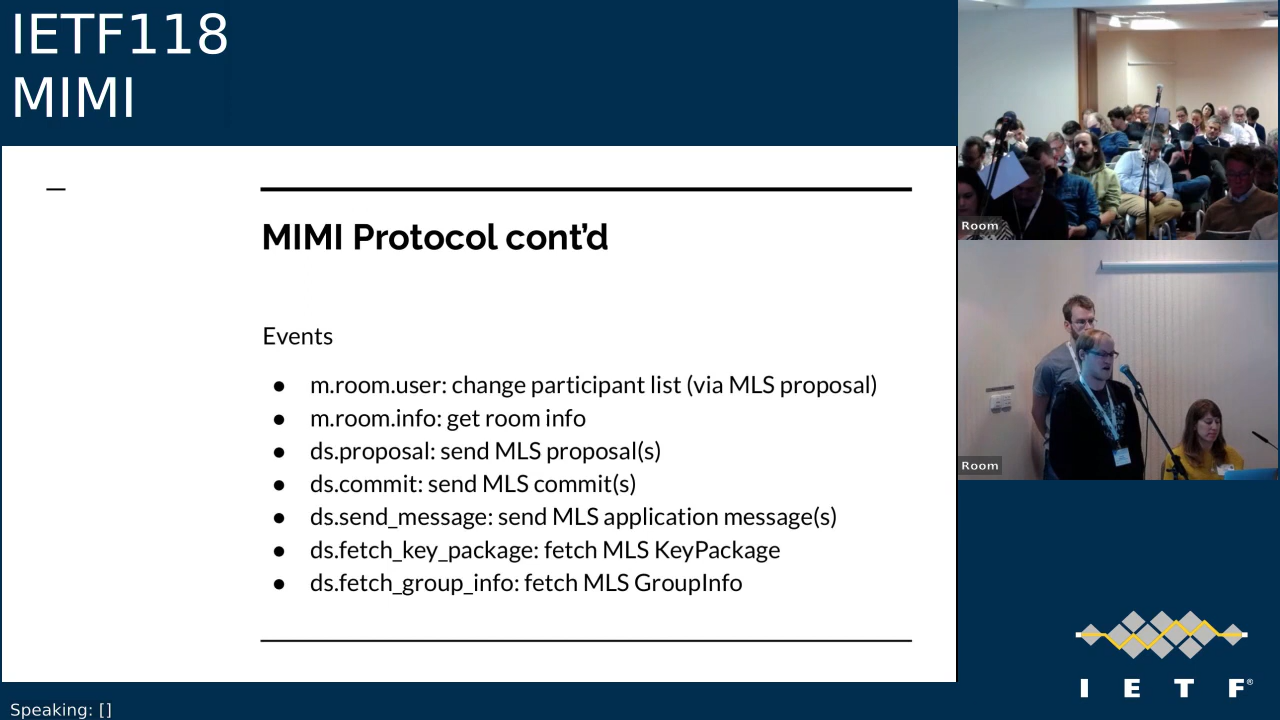 IETF118
MIMI
MIMI Protocol cont’d
Events
● m.room.user: change participant list (via MLS proposal)
● m.room.info: get room info
● ds.proposal: send MLS proposal(s)
● ds.commit: send MLS commit(s)
● ds.send_message: send MLS application message(s)
● ds.fetch_key_package: fetch MLS KeyPackage
● ds.fetch_group_info: fetch MLS GroupInfo
Room
Room
I E T F®
Speaking: []